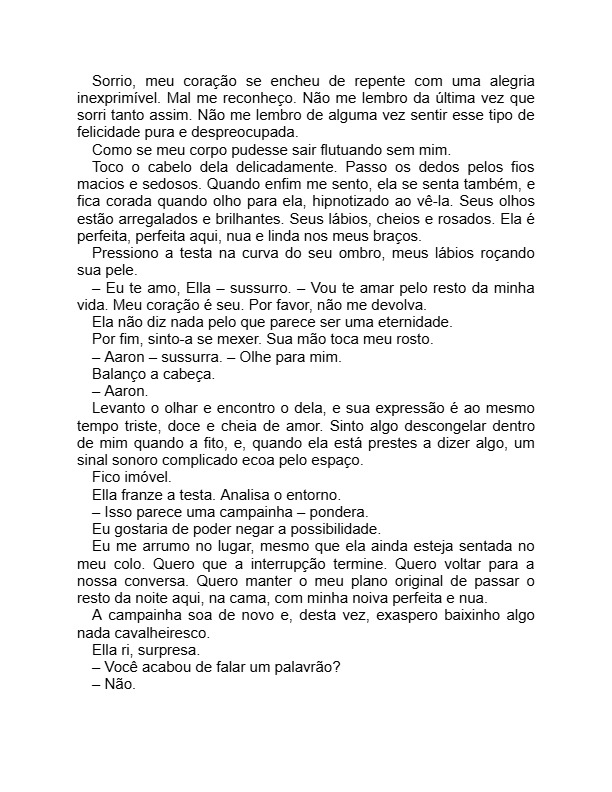 Sorrio, meu coração se encheu de repente com uma alegria
inexprimível. Mal me reconheço. Não me lembro da última vez que
sorri tanto assim. Não me lembro de alguma vez sentir esse tipo de
felicidade pura e despreocupada.
Como se meu corpo pudesse sair flutuando sem mim.
Toco o cabelo dela delicadamente. Passo os dedos pelos fios
macios e sedosos. Quando enfim me sento, ela se senta também, e
fica corada quando olho para ela, hipnotizado ao vê-la. Seus olhos
estão arregalados e brilhantes. Seus lábios, cheios e rosados. Ela é
perfeita, perfeita aqui, nua e linda nos meus braços.
Pressiono a testa na curva do seu ombro, meus lábios roçando
sua pele.
– Eu te amo, Ella – sussurro. – Vou te amar pelo resto da minha
vida. Meu coração é seu. Por favor, não me devolva.
Ela não diz nada pelo que parece ser uma eternidade.
Por fim, sinto-a se mexer. Sua mão toca meu rosto.
– Aaron – sussurra. – Olhe para mim.
Balanço a cabeça.
– Aaron.
Levanto o olhar e encontro o dela, e sua expressão é ao mesmo
tempo triste, doce e cheia de amor. Sinto algo descongelar dentro
de mim quando a fito, e, quando ela está prestes a dizer algo, um
sinal sonoro complicado ecoa pelo espaço.
Fico imóvel.
Ella franze a testa. Analisa o entorno.
– Isso parece uma campainha – pondera.
Eu gostaria de poder negar a possibilidade.
Eu me arrumo no lugar, mesmo que ela ainda esteja sentada no
meu colo. Quero que a interrupção termine. Quero voltar para a
nossa conversa. Quero manter o meu plano original de passar o
resto da noite aqui, na cama, com minha noiva perfeita e nua.
A campainha soa de novo e, desta vez, exaspero baixinho algo
nada cavalheiresco.
Ella ri, surpresa.
– Você acabou de falar um palavrão?
– Não.